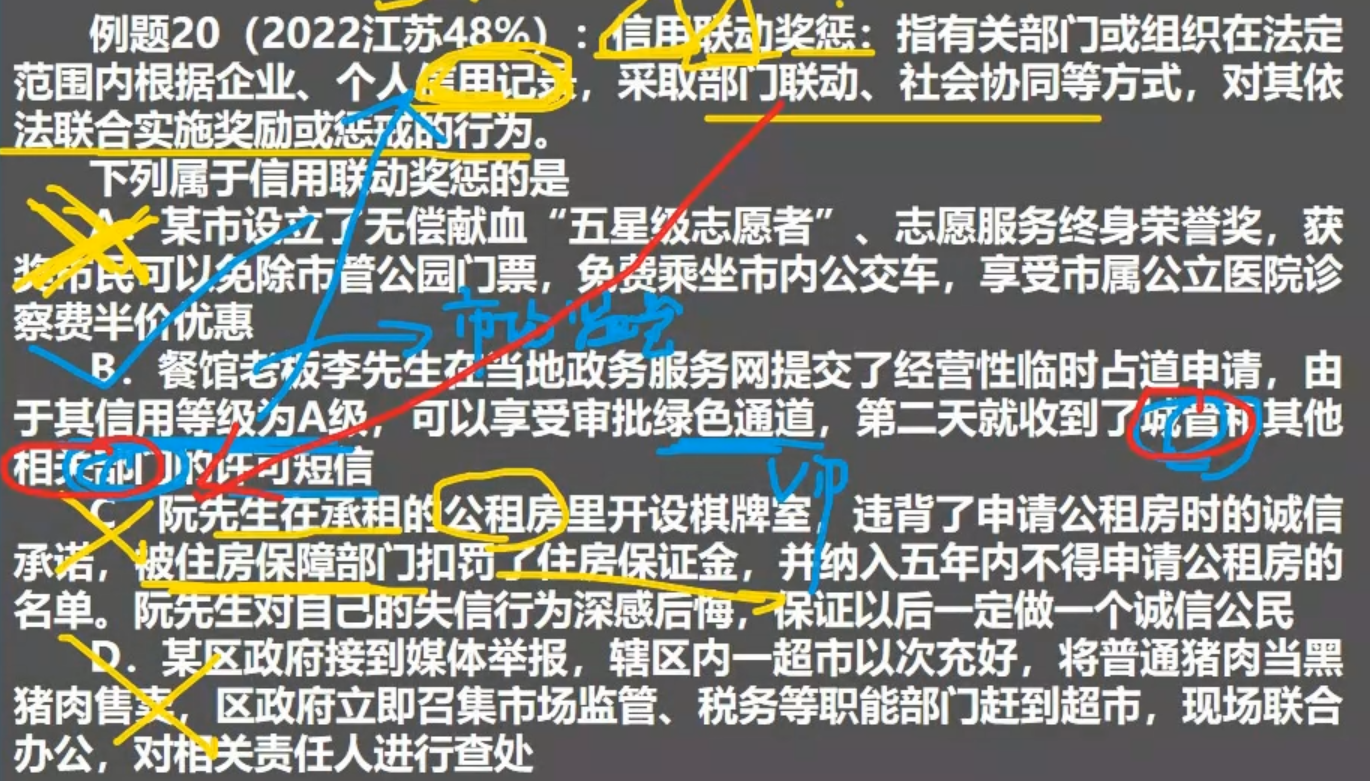 例题20（2022江苏48%）：信用联动奖惩：指有关部门或组织在法定
范围内根据企业、个人信用记录，采取部门联动、社会协同等方式，对其依
法联合实施奖励或惩戒的行为。
下列属于信用联动奖惩的是
A．某市设立了无偿献血“五星级志愿者”、志愿服务终身荣誉奖，获
奖市民可以免除市管公园门票，免费乘坐市内公交车，享受市属公立医院诊
察费半价优惠
市场监管
B．餐馆老板李先生在当地政务服务网提交了经营性临时占道申请，由
于其信用等级为A级，可以享受审批绿色通道，第二天就收到了城管和其他
相关部门的许可短信
VIP
C 阮先生在承租的公租房里开设棋牌室，违背了申请公租房时的诚信
承诺，被住房保障部门扣罚了住房保证金，并纳入五年内不得申请公租房的
名单。阮先生对自己的失信行为深感后悔，保证以后一定做一个诚信公民
D．某区政府接到媒体举报，辖区内一超市以次充好，将普通猪肉当黑
猪肉售卖，区政府立即召集市场监管、税务等职能部门赶到超市，现场联合
办公，对相关责任人进行查处